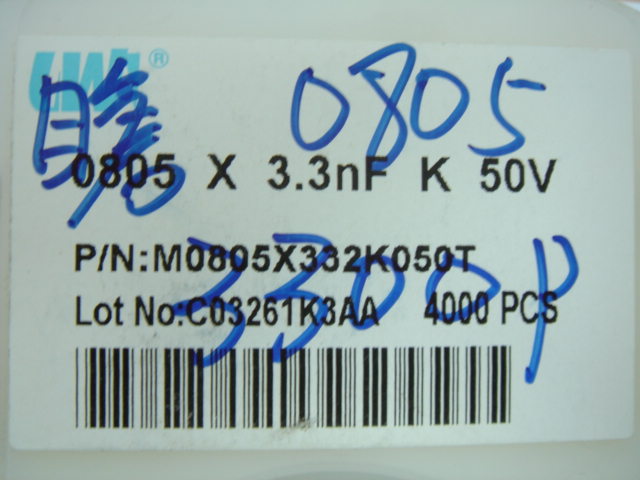 0805
0805 X 3.3nF K 50V
P/N:M0805X332K050T
3300P
Lot No:C03261K3AA 4000 PCS